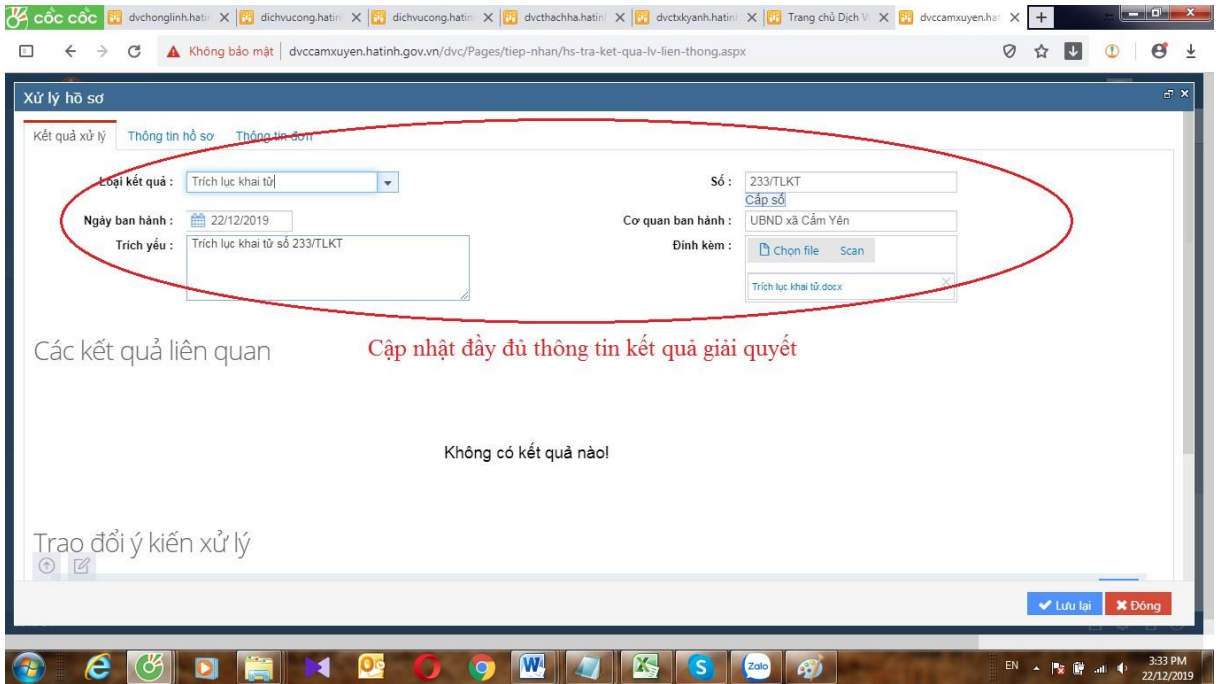 cốc cốc
dvchonglinh.hatin
dichvucong.hatin
dichvucong.hatin
dvcthachha.hatinh
dvctxkyanh.hatinh
Trang chủ Dịch V
dvccamxuyen.hat
Không bảo mật
dvccamxuyen.hatinh.gov.vn/dvc/Pages/tiep-nhan/hs-tra-ket-qua-lv-lien-thong.aspx
Xử lý hồ sơ
Kết quả xử lý Thông tin hồ sơ Thông tin đơn
Loại kết quả : Trích lục khai tử
Số : 233/TLKT
Cấp số
Ngày ban hành : 22/12/2019
Cơ quan ban hành : UBND xã Cẩm Yên
Trích yếu : Trích lục khai tử số 233/TLKT
Đính kèm : Chọn file Scan
Trích lục khai tử.docx
Cập nhật đầy đủ thông tin kết quả giải quyết
Các kết quả liên quan
Không có kết quả nào!
Trao đổi ý kiến xử lý
Lưu lại Đóng
Zalo
EN
3:33 PM
22/12/2019